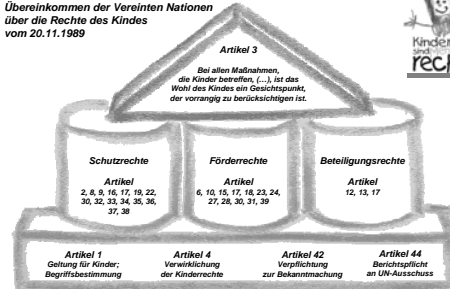 Übereinkommen der Vereinten Nationen
über die Rechte des Kindes
vom 20.11.1989
Kinder
sind
rech
Artikel 3
Bei allen Maßnahmen,
die Kinder betreffen, (…), ist das
Wohl des Kindes ein Gesichtspunkt,
der vorrangig zu berücksichtigen ist.
Schutzrechte
Artikel
2, 8, 9, 16, 17, 19, 22,
30, 32, 33, 34, 35, 36,
37, 38
Förderrechte
Artikel
6, 10, 15, 17, 18, 23, 24,
27, 28, 30, 31, 39
Beteiligungsrechte
Artikel
12, 13, 17
Artikel 1
Geltung für Kinder;
Begriffsbestimmung
Artikel 4
Verwirklichung
der Kinderrechte
Artikel 42
Verpflichtung
zur Bekanntmachung
Artikel 44
Berichtspflicht
an UN-Ausschuss